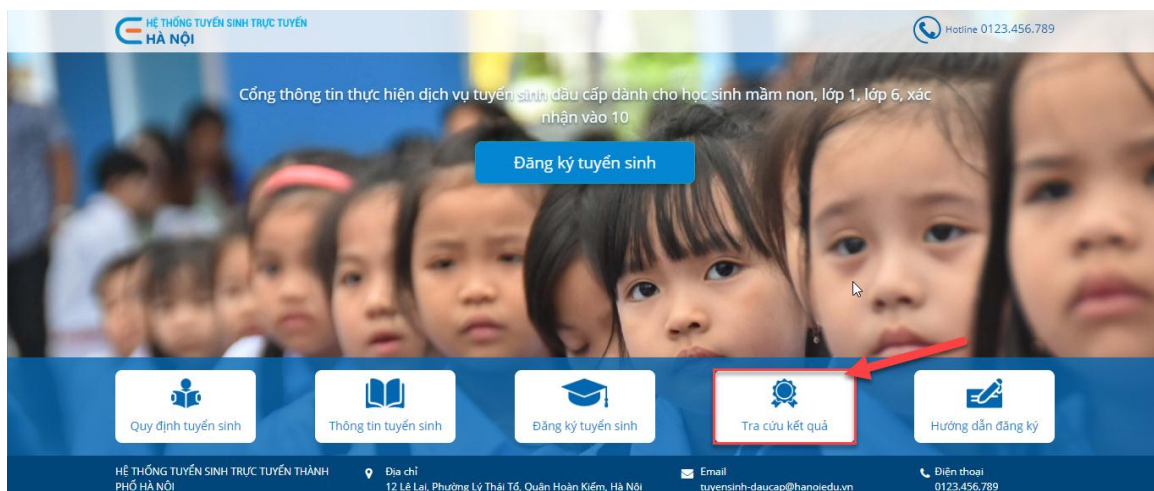 HỆ THỐNG TUYỂN SINH TRỰC TUYẾN
HÀ NỘI
Hotline 0123.456.789
Cổng thông tin thực hiện dịch vụ tuyển sinh đầu cấp dành cho học sinh mầm non, lớp 1, lớp 6, xác
nhận vào 10
Đăng ký tuyển sinh
Quy định tuyển sinh
Thông tin tuyển sinh
Đăng ký tuyển sinh
Tra cứu kết quả
Hướng dẫn đăng ký
HỆ THỐNG TUYỂN SINH TRỰC TUYẾN THÀNH
PHỐ HÀ NỘI
Địa chỉ
12 Lê Lai, Phường Lý Thái Tổ, Quận Hoàn Kiếm, Hà Nội
Email
tuyensinh-daucap@hanoiedu.vn
Điện thoại
0123.456.789